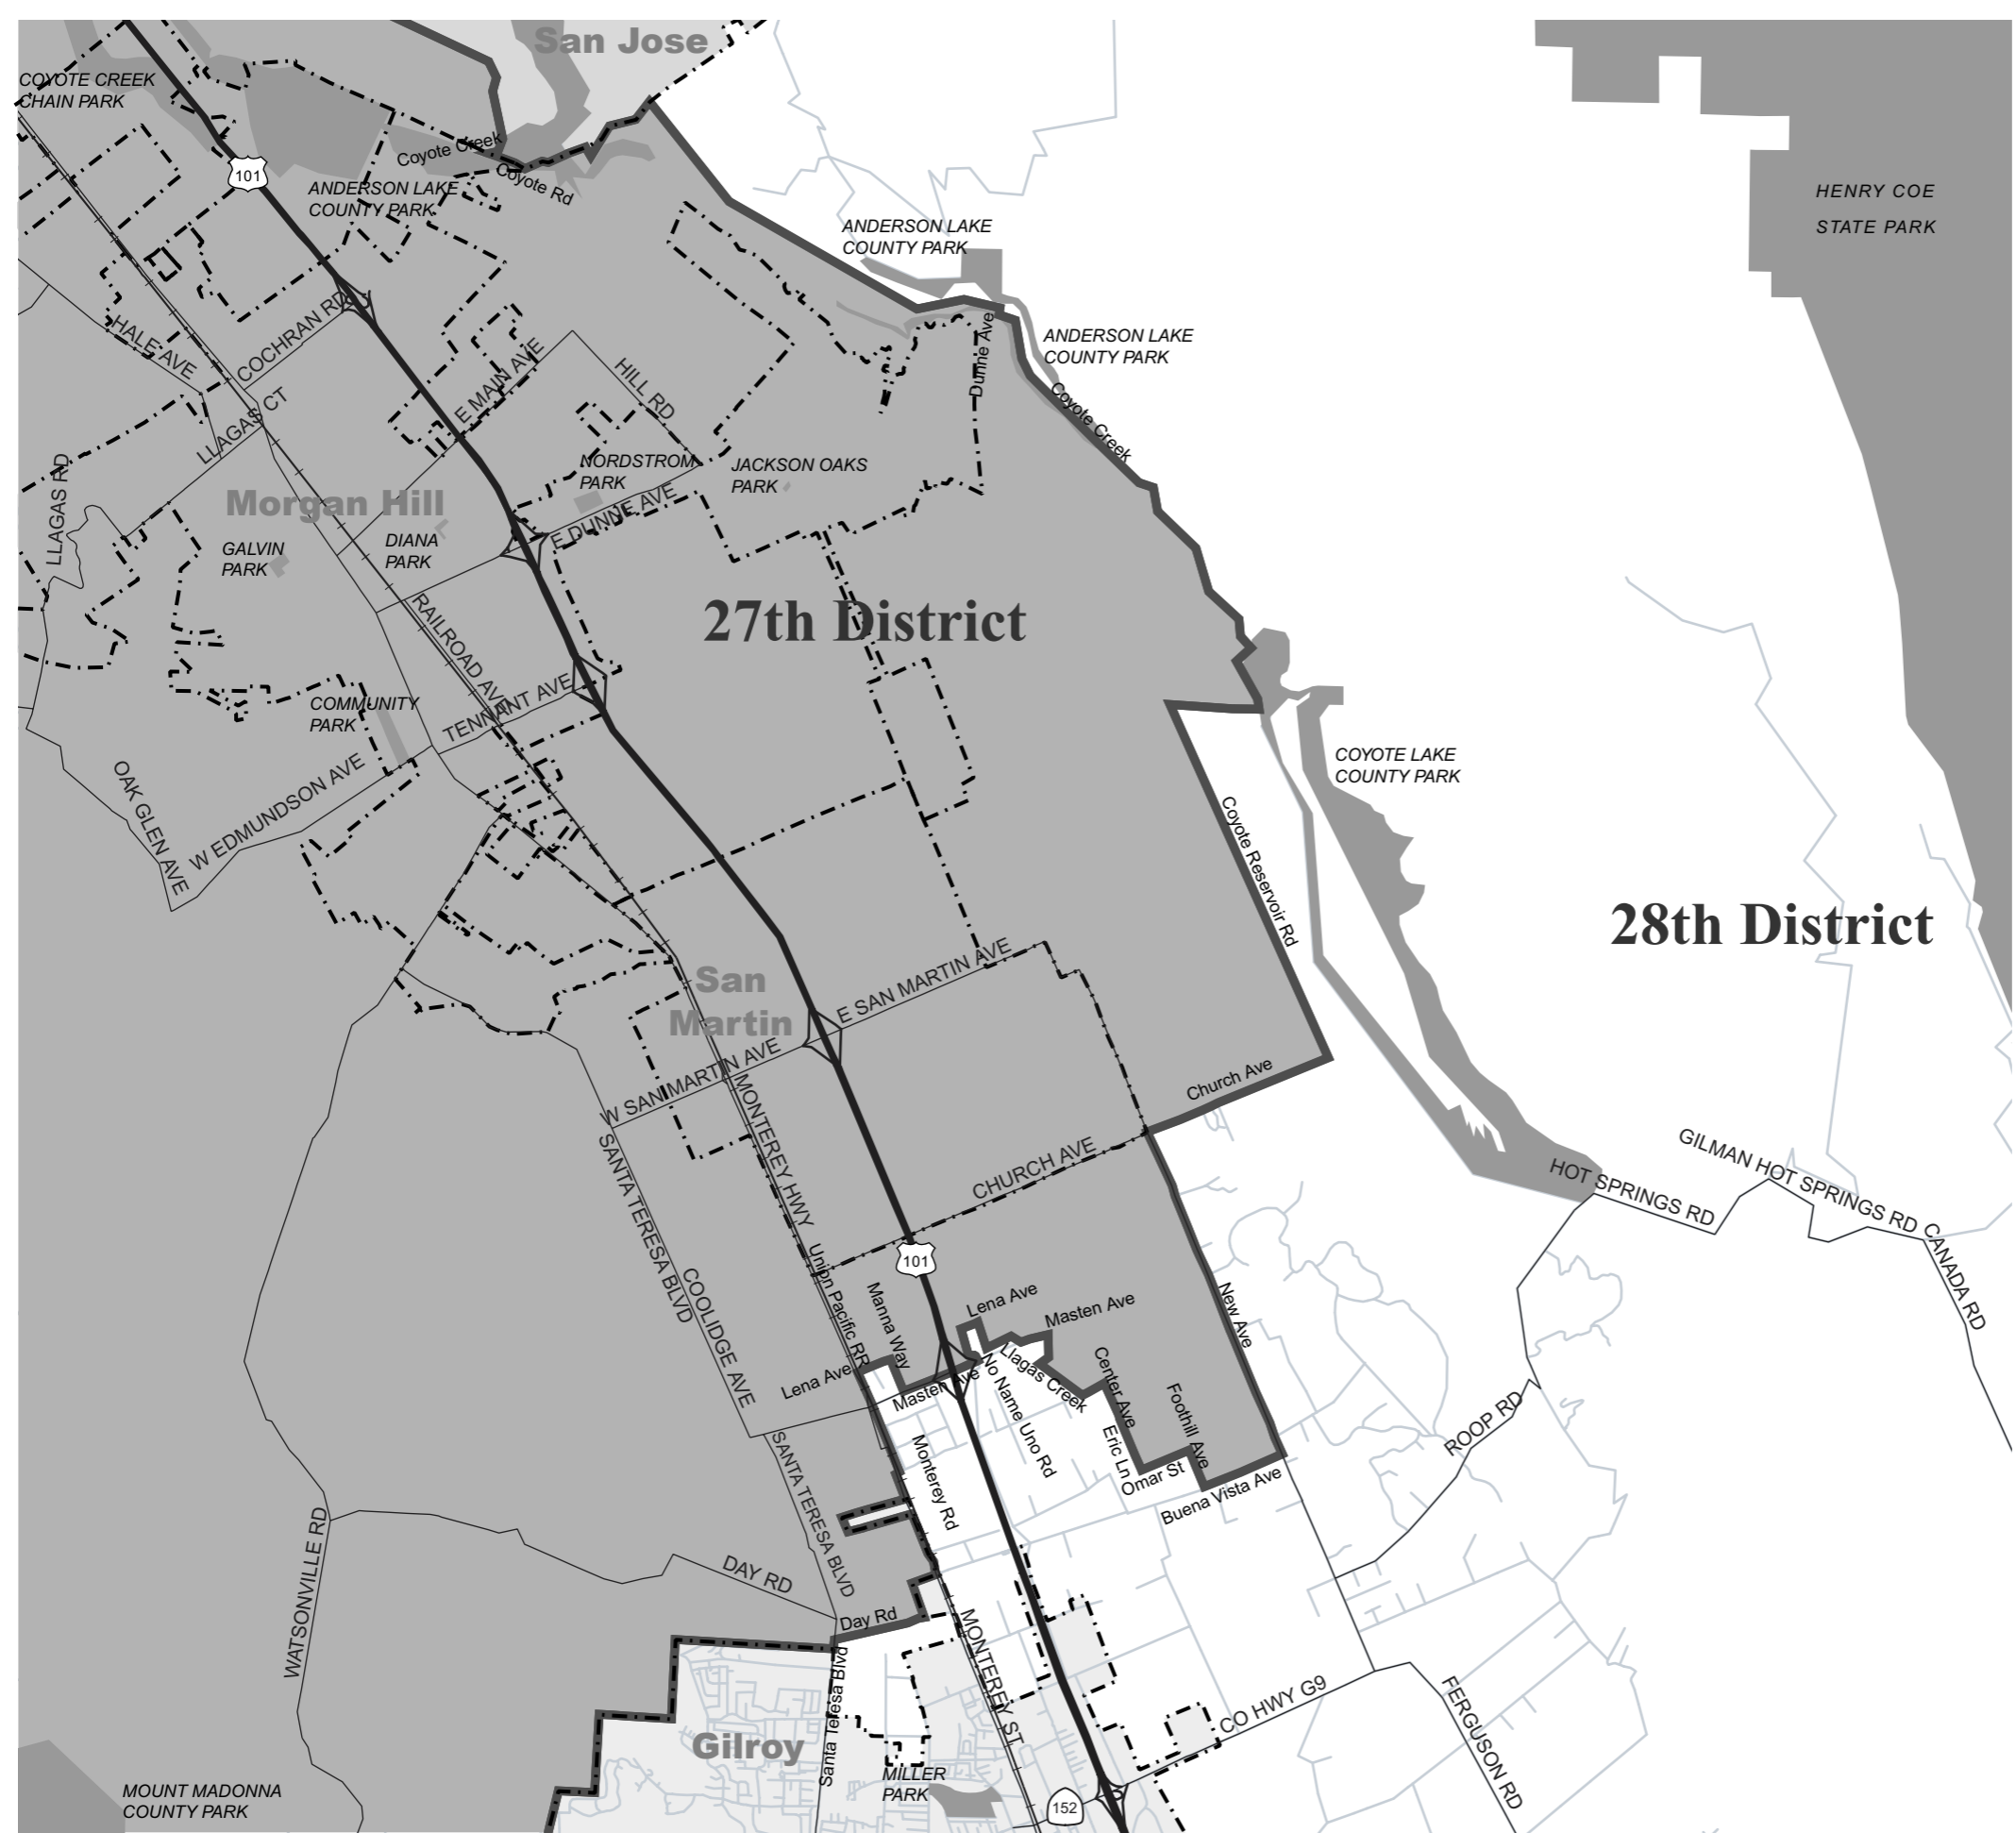 San Jose
COYOTE CREEK
CHAIN PARK
Coyote Creek
Coyote Rd
101
ANDERSON LAKE
COUNTY PARK
HENRY COE
STATE PARK
ANDERSON LAKE
COUNTY PARK
ANDERSON LAKE
COUNTY PARK
Dunne Ave
Coyote Creek
HALE AVE
COCHRAN RD
E MAIN AVE
HILL RD
LLAGAS CT
LLAGAS RD
NORDSTROM
PARK
JACKSON OAKS
PARK
Morgan Hill
E DUNNE AVE
GALVIN
PARK
DIANA
PARK
27th District
RAILROAD AVE
TENNANT AVE
COMMUNITY
PARK
OAK GLEN AVE
W EDMUNDSON AVE
COYOTE LAKE
COUNTY PARK
Coyote Reservoir Rd
28th District
San
Martin
E SAN MARTIN AVE
W SAN MARTIN AVE
MONTEREY HWY
Church Ave
CHURCH AVE
SANTA TERESA BLVD
HOT SPRINGS RD
GILMAN HOT SPRINGS RD
CANADA RD
101
Union Pacific RR
Manna Way
COOLIDGE AVE
Lena Ave
Masten Ave
New Ave
Lena Ave
Masten Ave
No Name Uno Rd
Llagas Creek
Center Ave
Foothill Ave
Eric Ln
Omar St
Buena Vista Ave
Monterey Rd
SANTA TERESA BLVD
ROOP RD
WATSONVILLE RD
DAY RD
Day Rd
MONTEREY ST
Santa Teresa Blvd
Gilroy
CO HWY G9
FERGUSON RD
MILLER
PARK
152
MOUNT MADONNA
COUNTY PARK